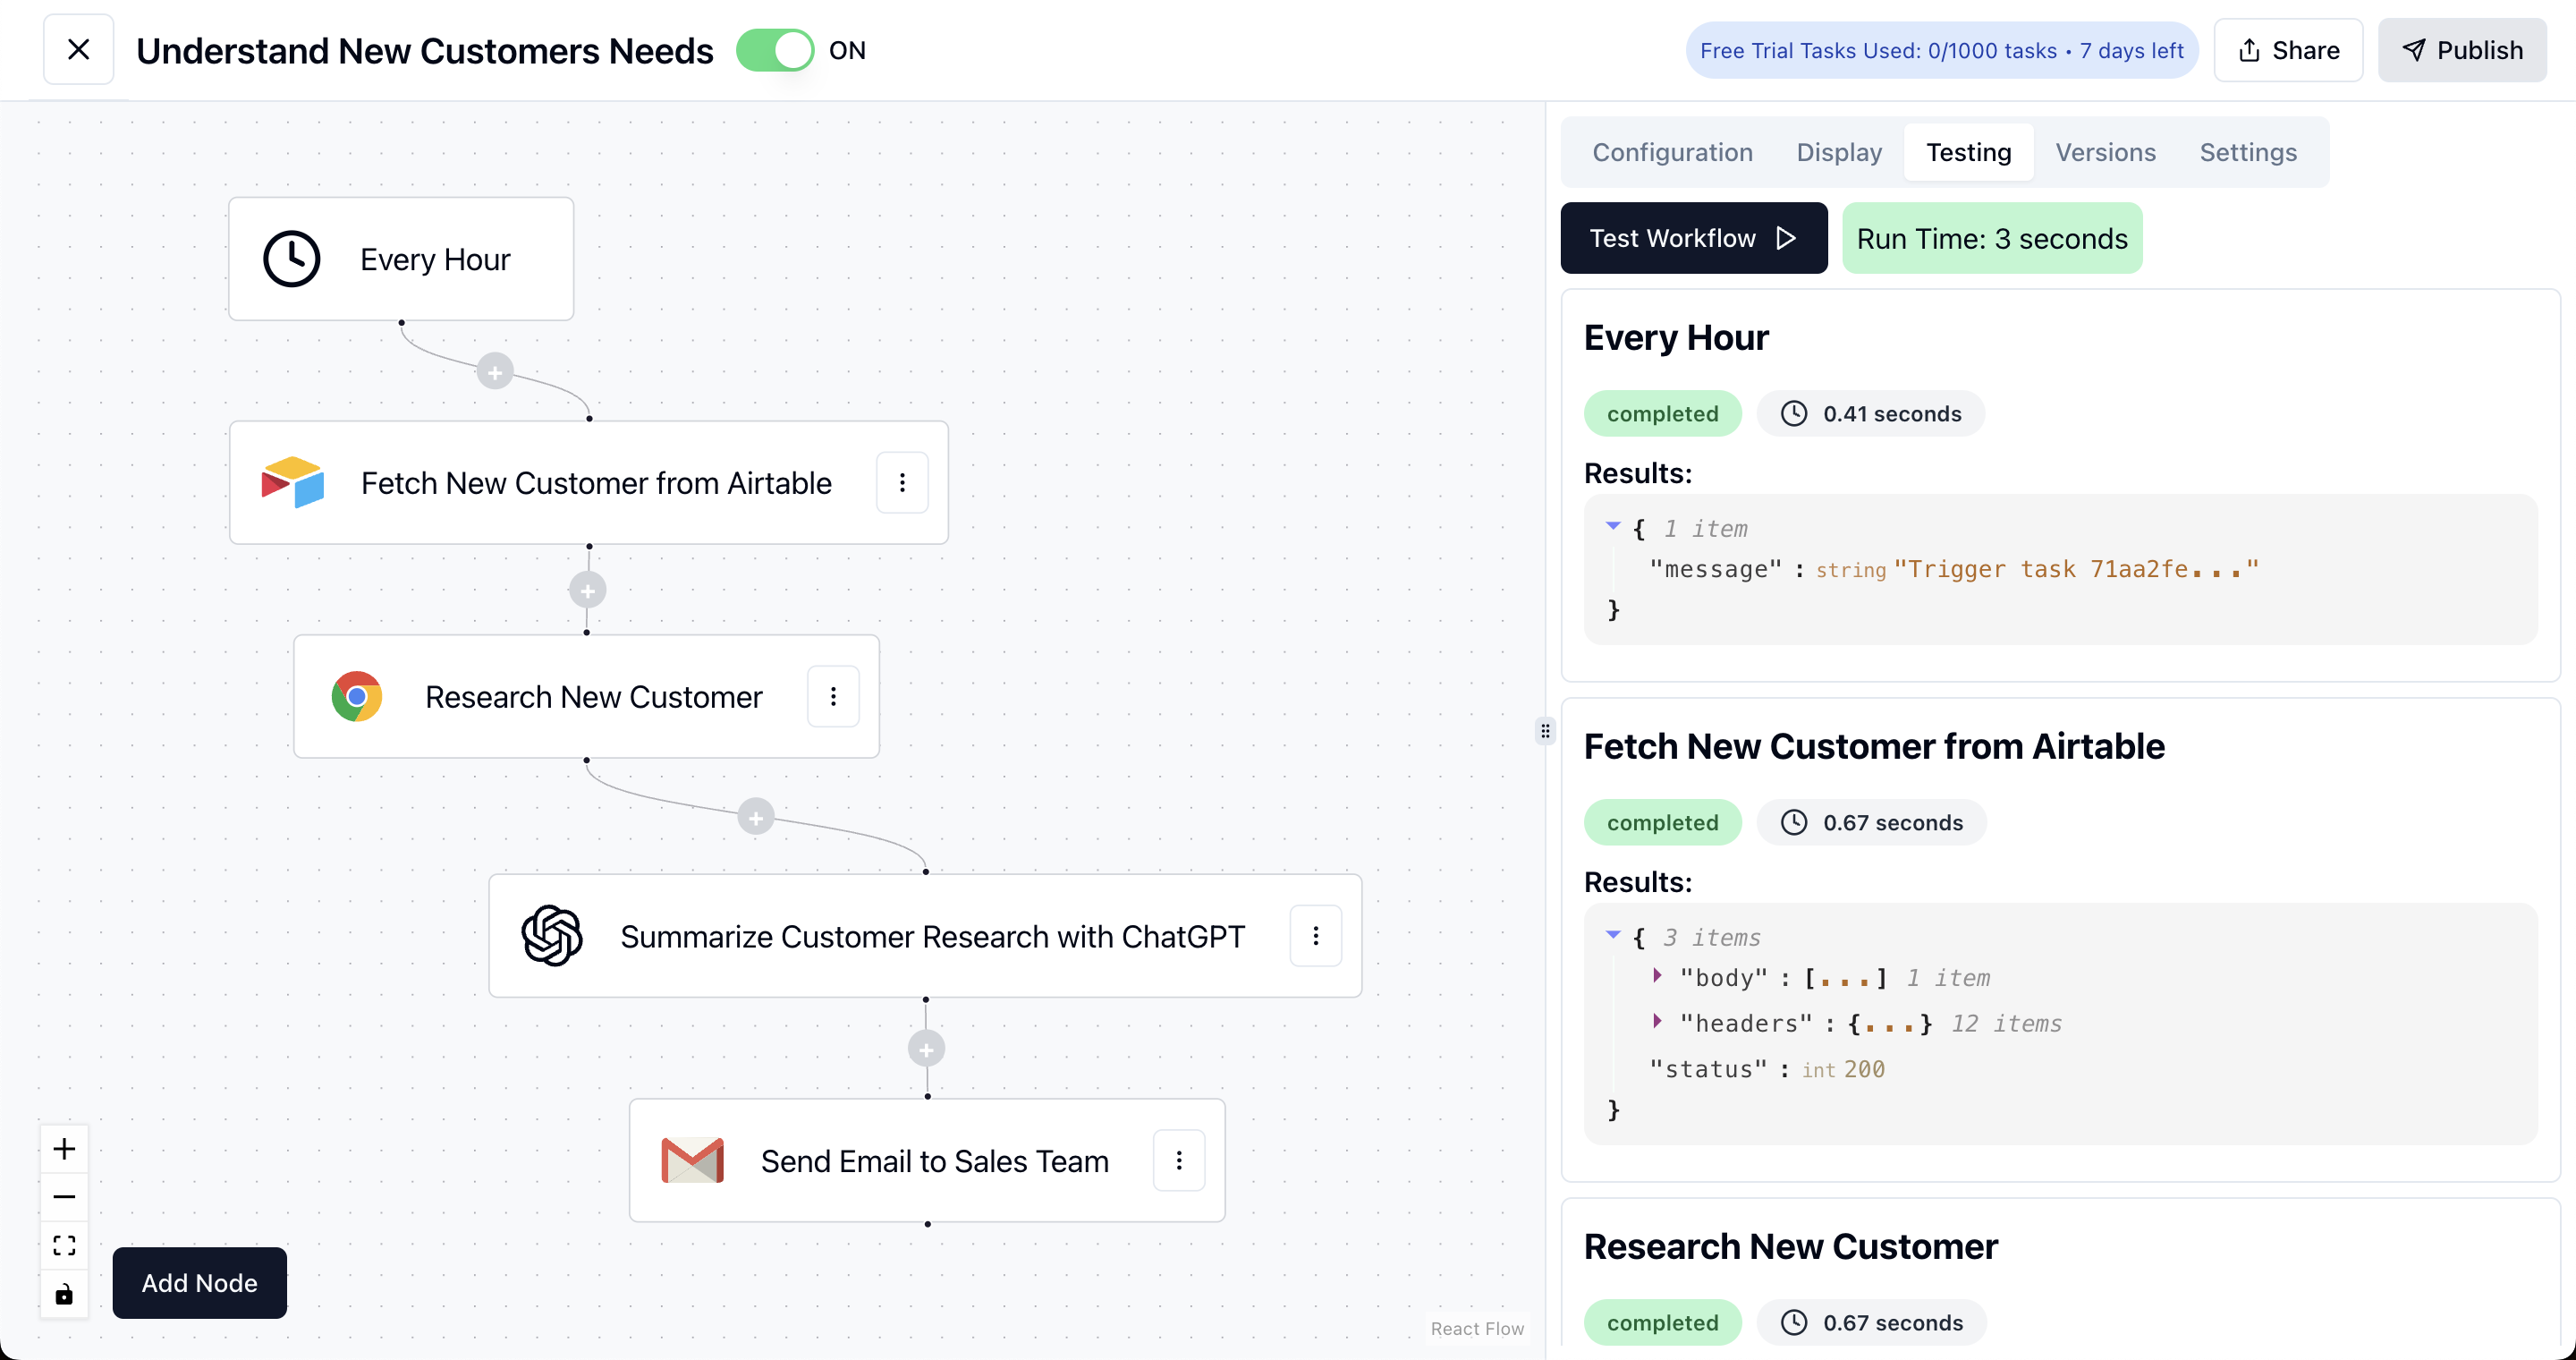 Understand New Customers Needs
ON
Free Trial Tasks Used: 0/1000 tasks • 7 days left
Share
Publish
Every Hour
Fetch New Customer from Airtable
Research New Customer
Summarize Customer Research with ChatGPT
Send Email to Sales Team
Add Node
React Flow
Configuration
Display
Testing
Versions
Settings
Test Workflow
Run Time: 3 seconds
Every Hour
completed
0.41 seconds
Results:
{ 1 item
"message" : string "Trigger task 71aa2fe..."
}
Fetch New Customer from Airtable
completed
0.67 seconds
Results:
{ 3 items
"body" : [...] 1 item
"headers" : {...} 12 items
"status" : int 200
}
Research New Customer
completed
0.67 seconds